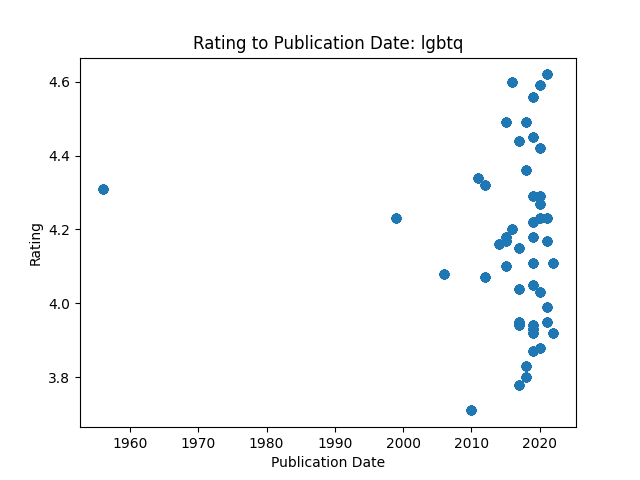 Rating to Publication Date: lgbtq
4.6
4.4
4.2
4.0
3.8
Rating
1960 1970 1980 1990 2000 2010 2020
Publication Date